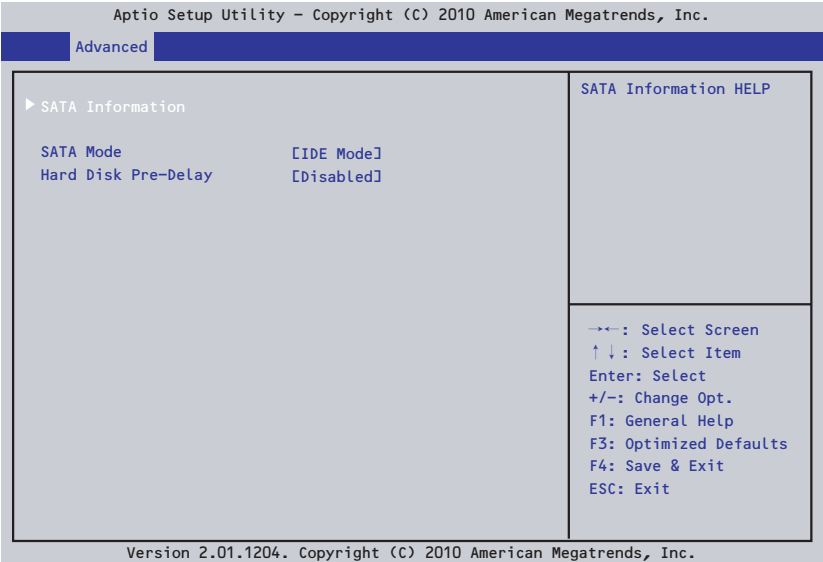 Aptio Setup Utility – Copyright (C) 2010 American Megatrends, Inc.
Advanced
SATA Information
SATA Mode [IDE Mode]
Hard Disk Pre-Delay [Disabled]
SATA Information HELP
→←: Select Screen
↑↓: Select Item
Enter: Select
+/-: Change Opt.
F1: General Help
F3: Optimized Defaults
F4: Save & Exit
ESC: Exit
Version 2.01.1204. Copyright (C) 2010 American Megatrends, Inc.